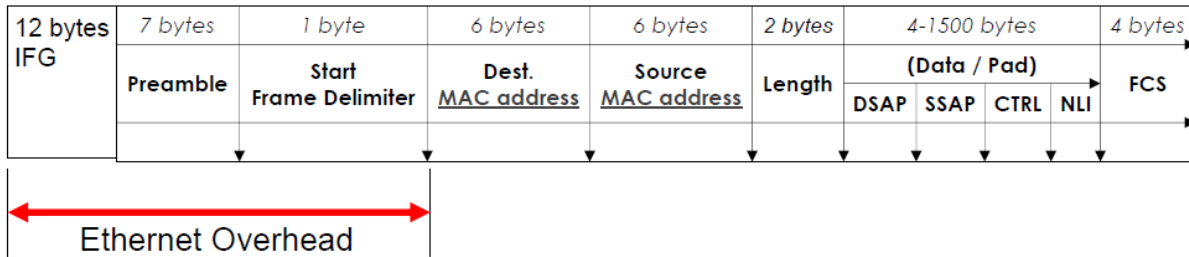 12 bytes
IFG
7 bytes
1 byte
6 bytes
6 bytes
2 bytes
4-1500 bytes
4 bytes
Preamble
Start
Frame Delimiter
Dest.
MAC address
Source
MAC address
Length
(Data / Pad)
DSAP
SSAP
CTRL
NLI
FCS
Ethernet Overhead